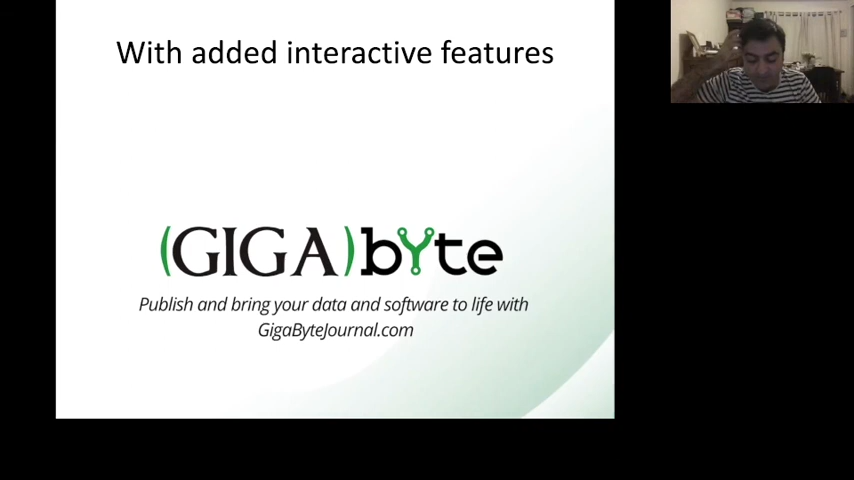 With added interactive features
(GIGA)byte
Publish and bring your data and software to life with
GigaByteJournal.com